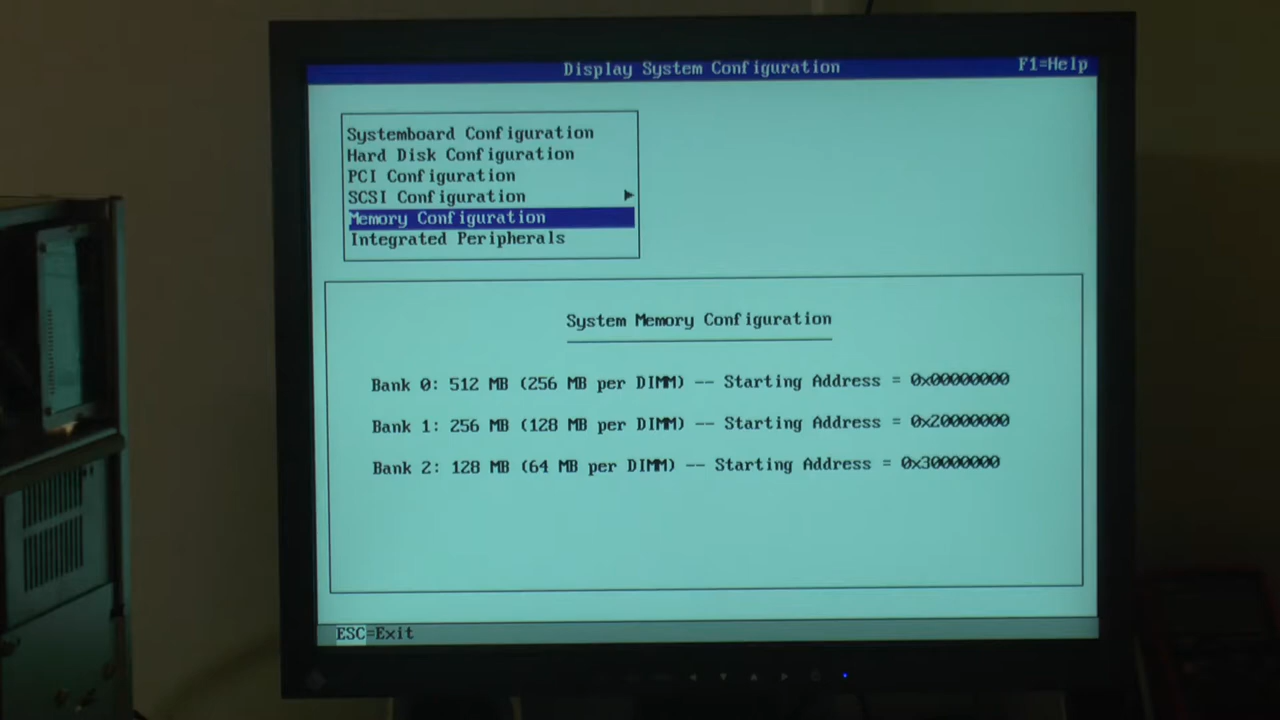 Display System Configuration F1=Help
Systemboard Configuration
Hard Disk Configuration
PCI Configuration
SCSI Configuration ▶
Memory Configuration
Integrated Peripherals
System Memory Configuration
Bank 0: 512 MB (256 MB per DIMM) -- Starting Address = 0x00000000
Bank 1: 256 MB (128 MB per DIMM) -- Starting Address = 0x20000000
Bank 2: 128 MB (64 MB per DIMM) -- Starting Address = 0x30000000
ESC=Exit